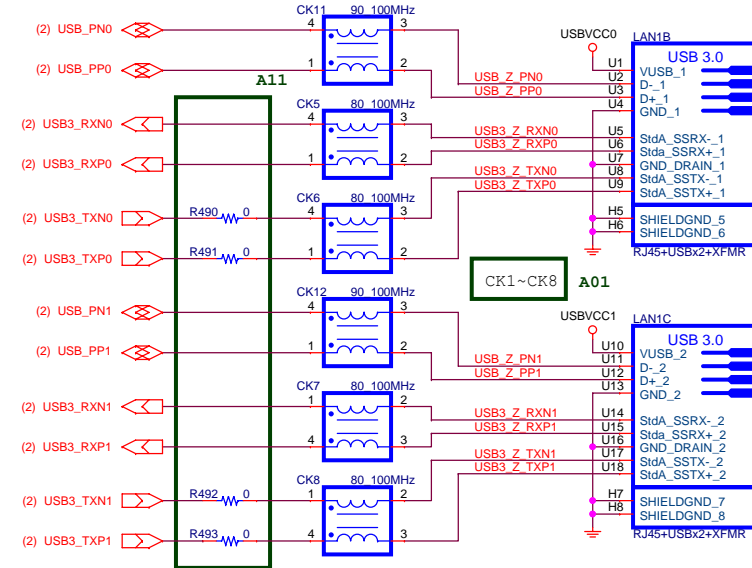 CK11 90_100MHz
(2) USB_PN0 4 3
(2) USB_PP0 1 2
USBVCC0
LAN1B
USB 3.0
USB_Z_PN0
USB_Z_PP0
U1 VUSB_1
U2 D-_1
U3 D+_1
U4 GND_1
A11
CK5 80_100MHz
(2) USB3_RXN0 4 3
(2) USB3_RXP0 1 2
USB3_Z_RXN0
USB3_Z_RXP0
U5 StdA_SSRX-_1
U6 Stda_SSRX+_1
U7 GND_DRAIN_1
CK6 80_100MHz
(2) USB3_TXN0 R490 0 4 3
(2) USB3_TXP0 R491 0 1 2
USB3_Z_TXN0
USB3_Z_TXP0
U8 StdA_SSTX-_1
U9 StdA_SSTX+_1
H5 SHIELDGND_5
H6 SHIELDGND_6
RJ45+USBx2+XFMR
CK1~CK8 A01
CK12 90_100MHz
(2) USB_PN1 4 3
(2) USB_PP1 1 2
USBVCC1
LAN1C
USB 3.0
USB_Z_PN1
USB_Z_PP1
U10 VUSB_2
U11 D-_2
U12 D+_2
U13 GND_2
CK7 80_100MHz
(2) USB3_RXN1 1 2
(2) USB3_RXP1 4 3
USB3_Z_RXN1
USB3_Z_RXP1
U14 StdA_SSRX-_2
U15 Stda_SSRX+_2
U16 GND_DRAIN_2
CK8 80_100MHz
(2) USB3_TXN1 R492 0 1 2
(2) USB3_TXP1 R493 0 4 3
USB3_Z_TXN1
USB3_Z_TXP1
U17 StdA_SSTX-_2
U18 StdA_SSTX+_2
H7 SHIELDGND_7
H8 SHIELDGND_8
RJ45+USBx2+XFMR